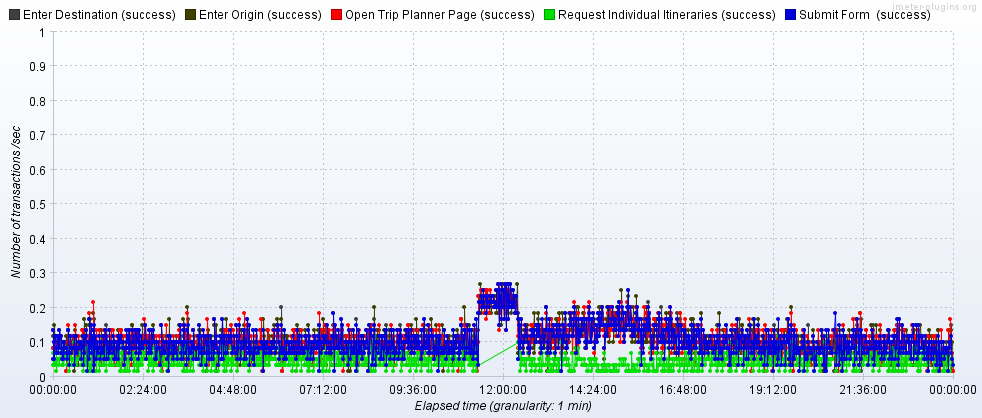 jmeter-plugins.org
Enter Destination (success) Enter Origin (success) Open Trip Planner Page (success) Request Individual Itineraries (success) Submit Form (success)
1
0.9
0.8
0.7
0.6
0.5
0.4
0.3
0.2
0.1
0
Number of transactions /sec
00:00:00 02:24:00 04:48:00 07:12:00 09:36:00 12:00:00 14:24:00 16:48:00 19:12:00 21:36:00 00:00:00
Elapsed time (granularity: 1 min)